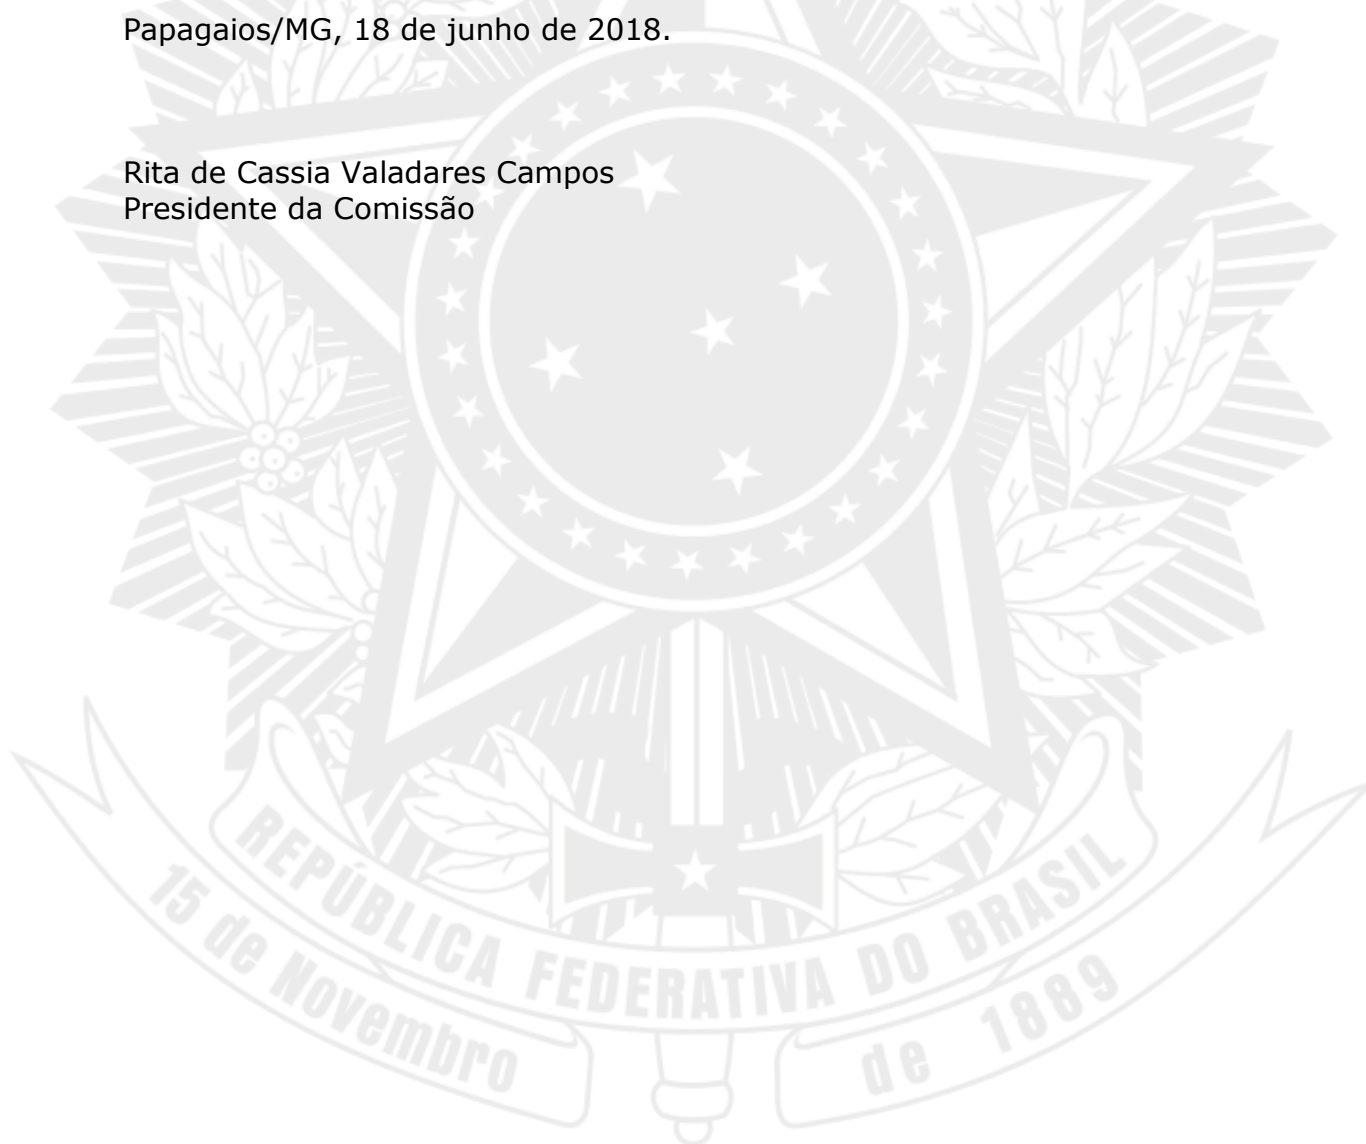 Papagaios/MG, 18 de junho de 2018.
Rita de Cassia Valadares Campos
Presidente da Comissão
REPÚBLICA FEDERATIVA DO BRASIL
15 de Novembro de 1889